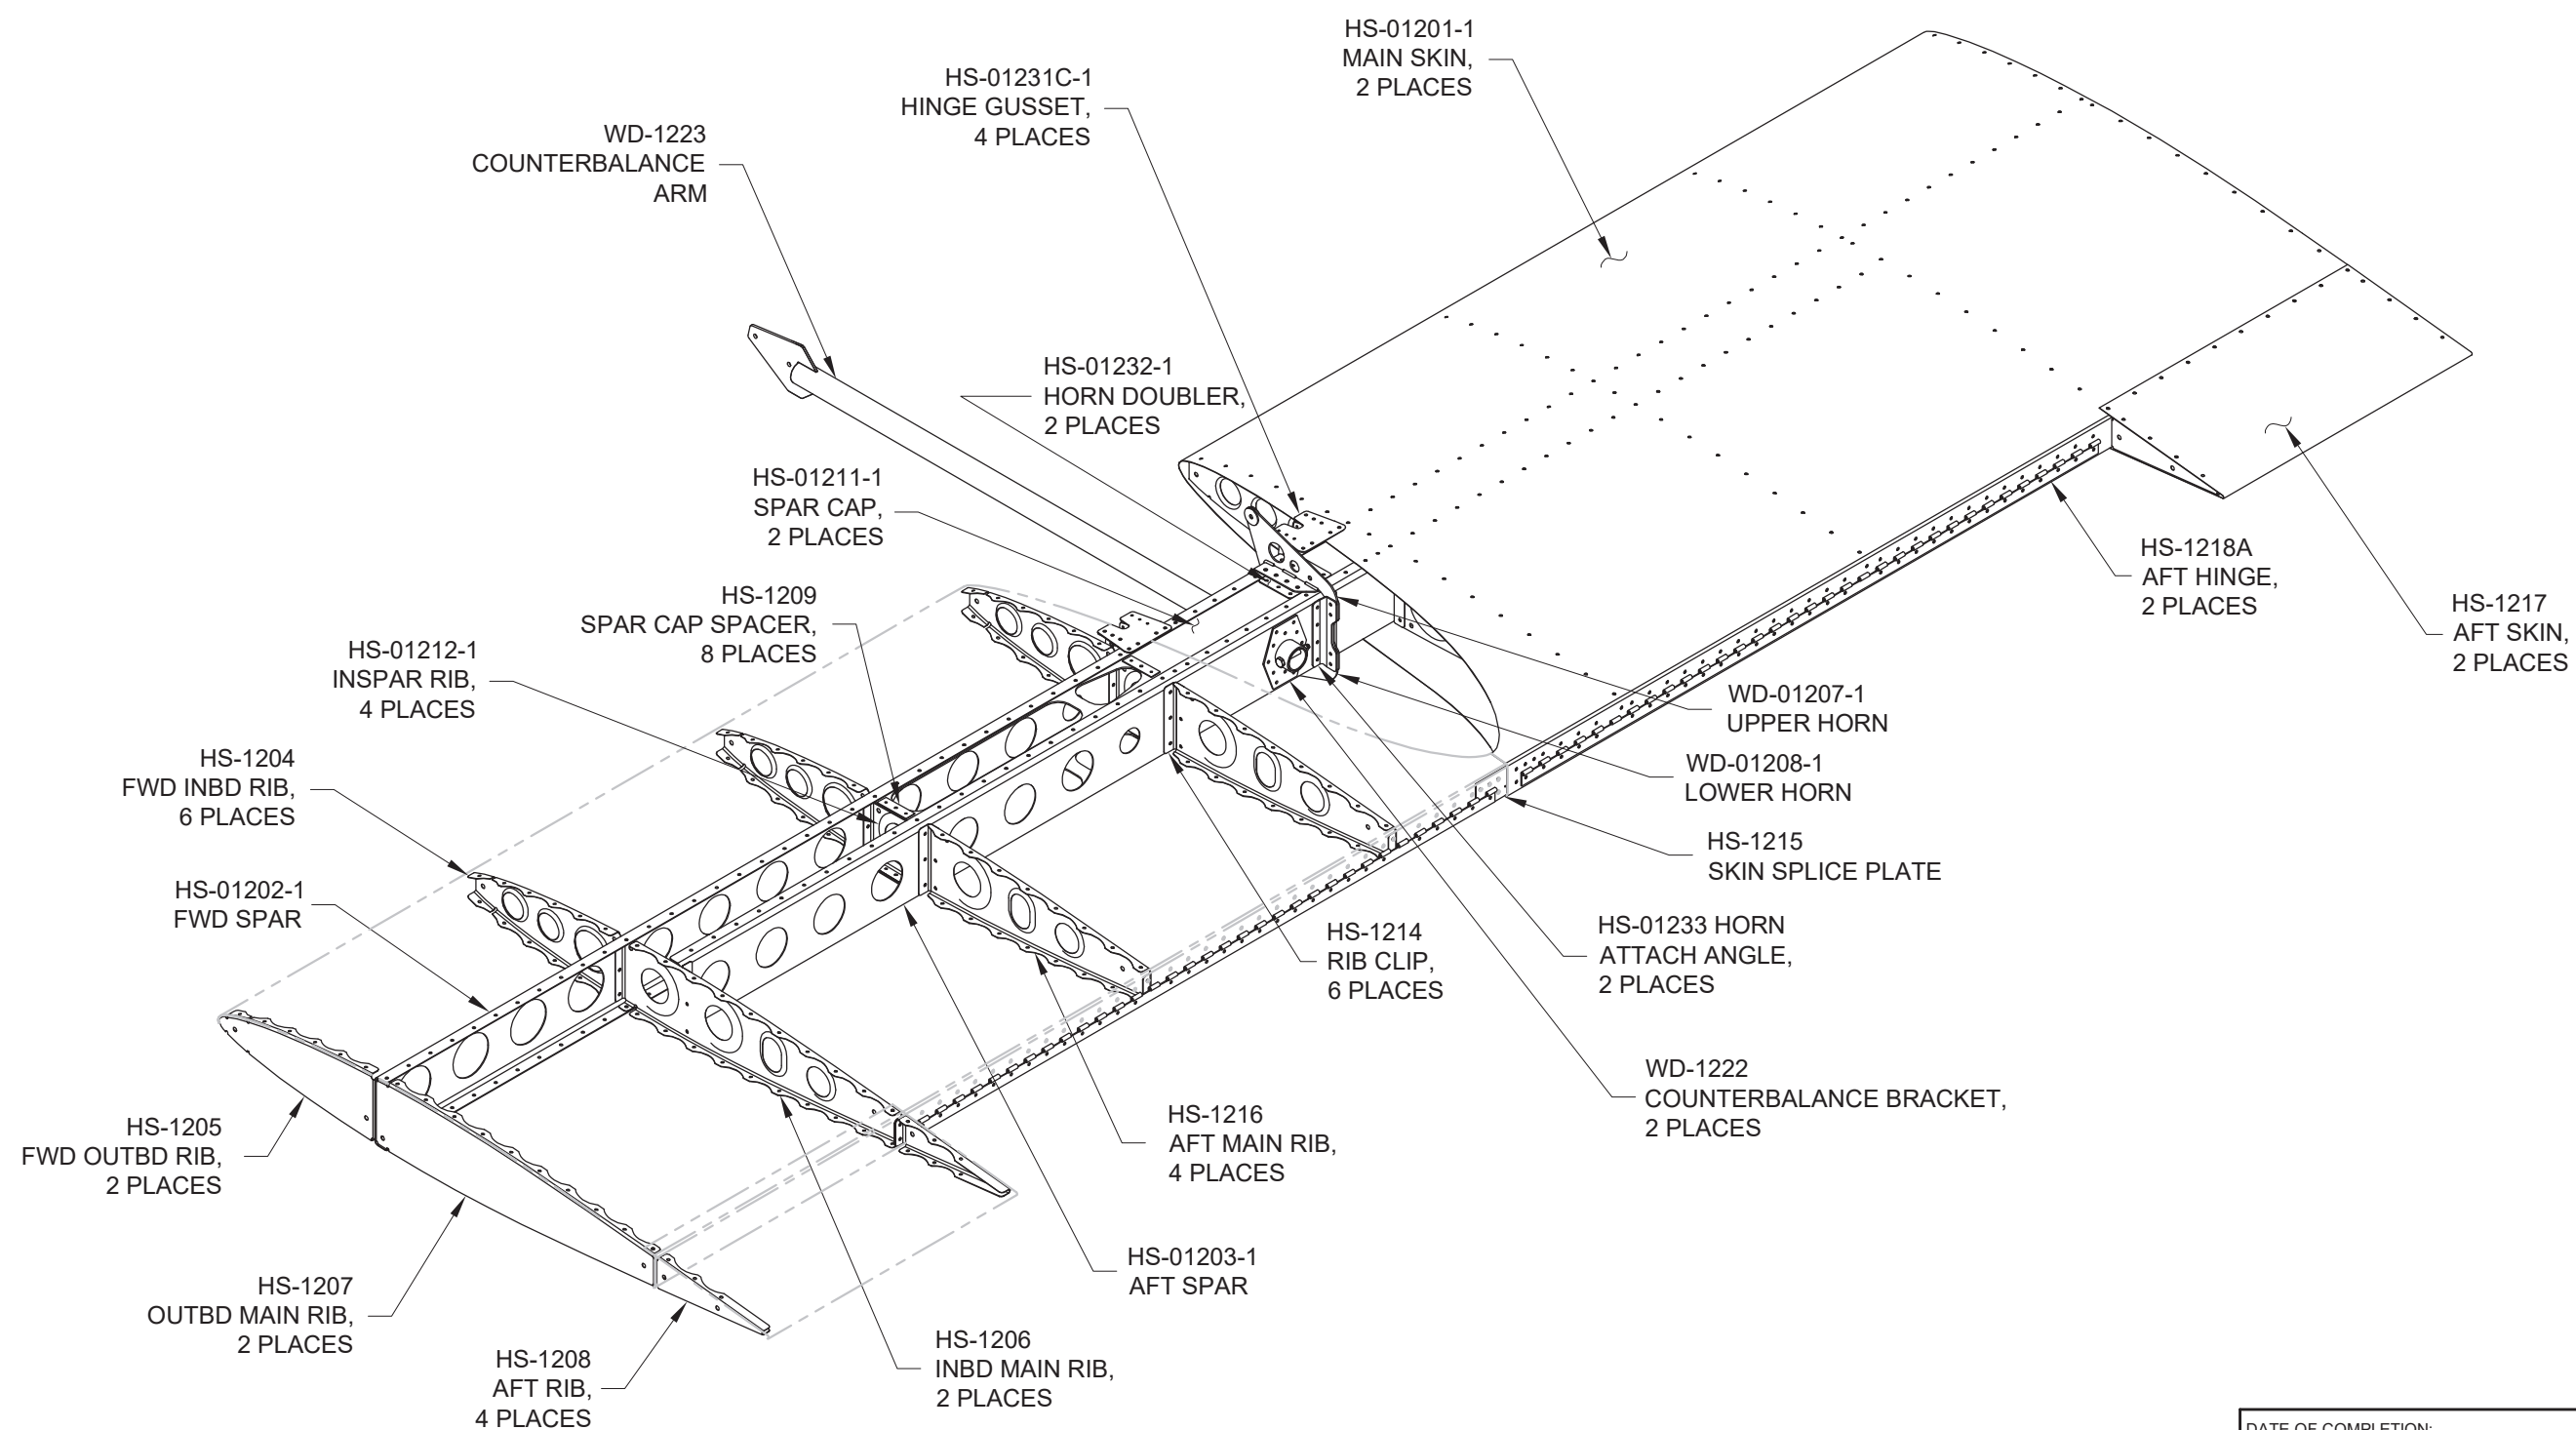 HS-01201-1
MAIN SKIN,
2 PLACES
HS-01231C-1
HINGE GUSSET,
4 PLACES
WD-1223
COUNTERBALANCE
ARM
HS-01232-1
HORN DOUBLER,
2 PLACES
HS-01211-1
SPAR CAP,
2 PLACES
HS-1209
SPAR CAP SPACER,
8 PLACES
HS-01212-1
INSPAR RIB,
4 PLACES
HS-1204
FWD INBD RIB,
6 PLACES
HS-01202-1
FWD SPAR
HS-1205
FWD OUTBD RIB,
2 PLACES
HS-1207
OUTBD MAIN RIB,
2 PLACES
HS-1208
AFT RIB,
4 PLACES
HS-1206
INBD MAIN RIB,
2 PLACES
HS-01203-1
AFT SPAR
HS-1216
AFT MAIN RIB,
4 PLACES
HS-1214
RIB CLIP,
6 PLACES
WD-1222
COUNTERBALANCE BRACKET,
2 PLACES
HS-01233 HORN
ATTACH ANGLE,
2 PLACES
HS-1215
SKIN SPLICE PLATE
WD-01208-1
LOWER HORN
WD-01207-1
UPPER HORN
HS-1218A
AFT HINGE,
2 PLACES
HS-1217
AFT SKIN,
2 PLACES
DATE OF COMPLETION: